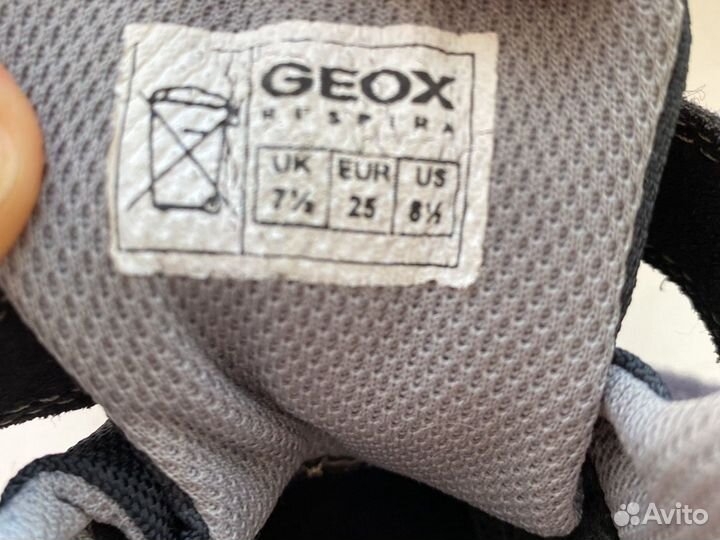 GEOX
RESPIRA
UK EUR US
7½ 25 8½
Avito